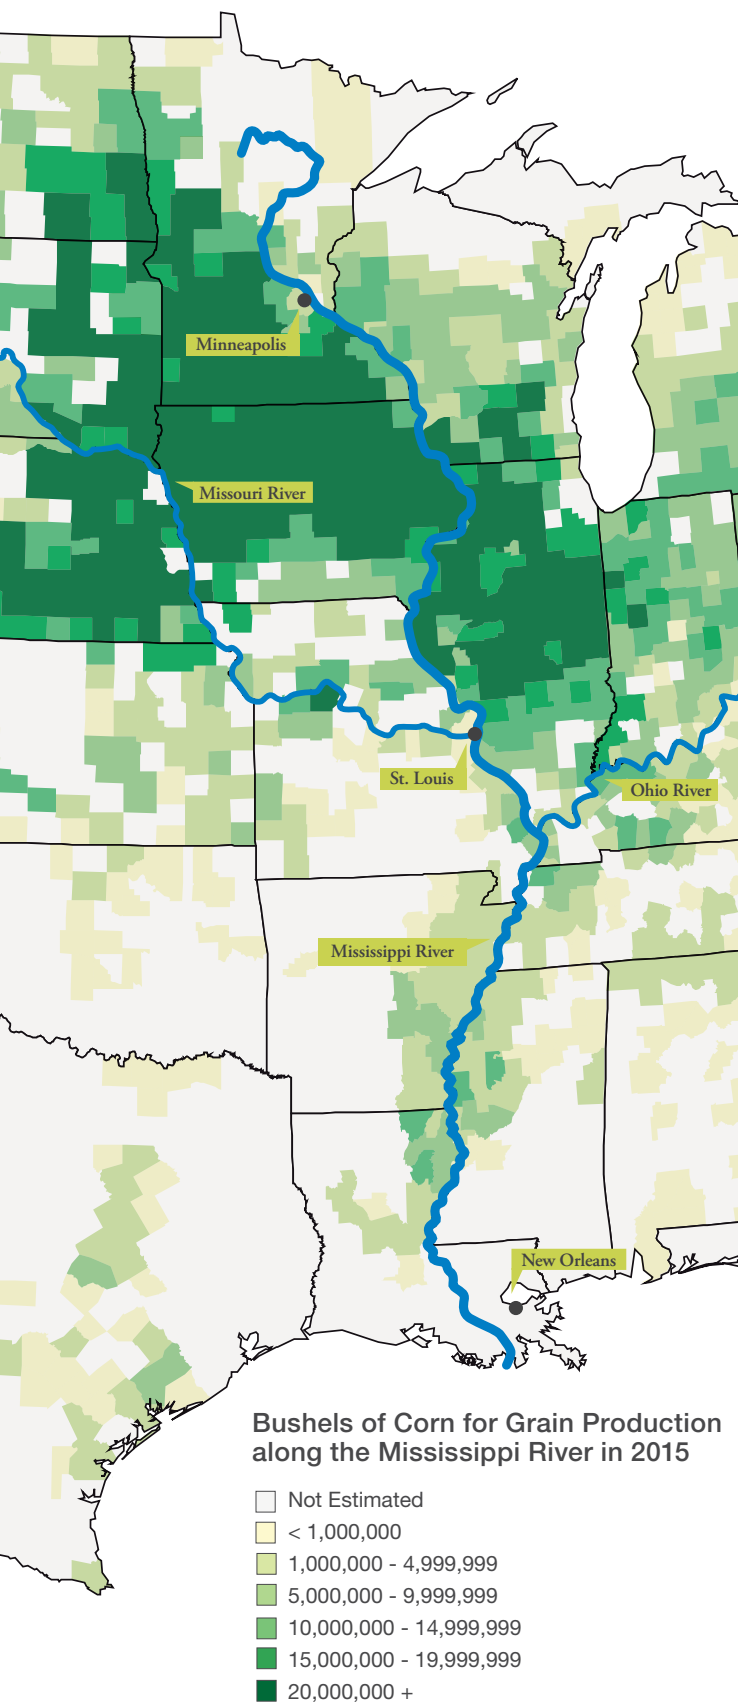 Minneapolis
Missouri River
St. Louis
Ohio River
Mississippi River
New Orleans
Bushels of Corn for Grain Production
along the Mississippi River in 2015
Not Estimated
< 1,000,000
1,000,000 - 4,999,999
5,000,000 - 9,999,999
10,000,000 - 14,999,999
15,000,000 - 19,999,999
20,000,000 +